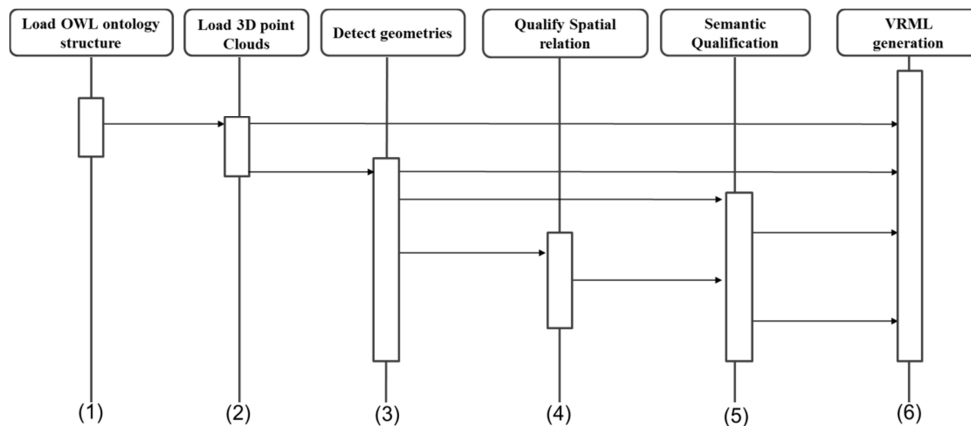 Load OWL ontology
structure
Load 3D point
Clouds
Detect geometries
Qualify Spatial
relation
Semantic
Qualification
VRML
generation
(1)
(2)
(3)
(4)
(5)
(6)